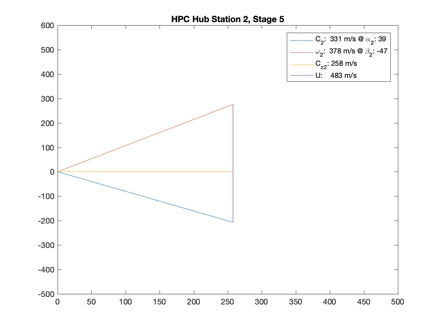 HPC Hub Station 2, Stage 5
600
500
400
300
200
100
0
-100
-200
-300
-400
-500
0 50 100 150 200 250 300 350 400 450 500
C₂: 331 m/s @ α₂: 39
ω₂: 378 m/s @ β₂: -47
C_z2: 258 m/s
U: 483 m/s